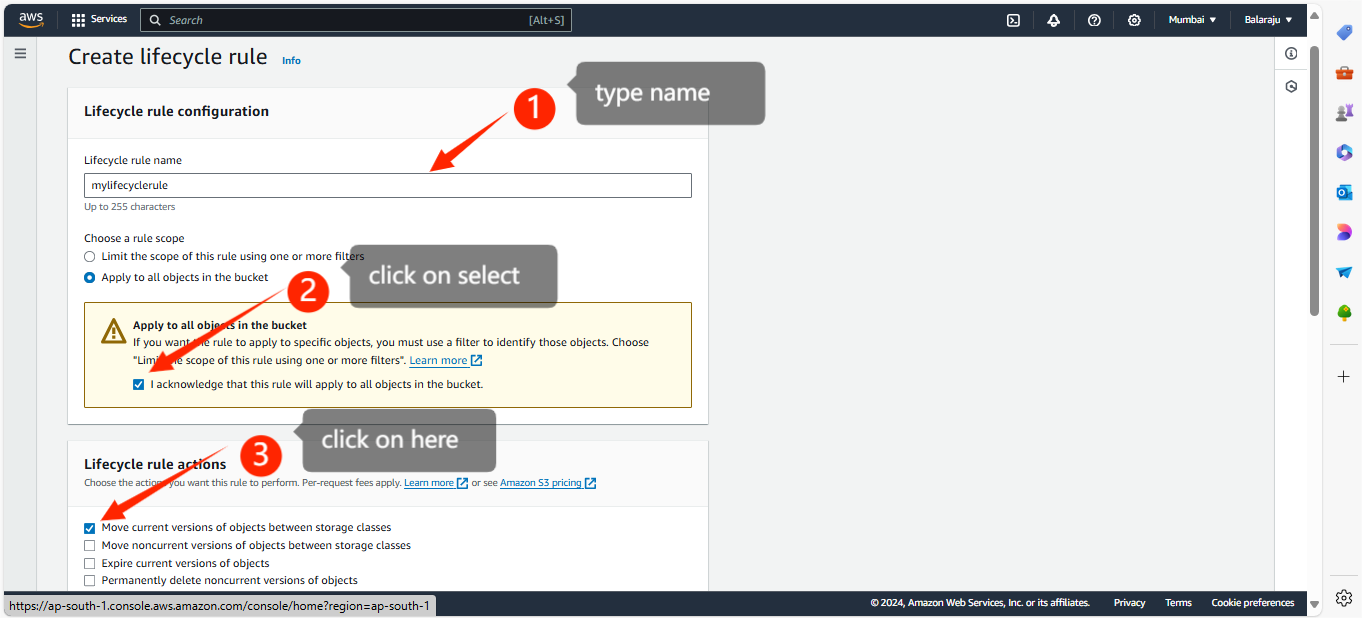 aws
Services
Search
[Alt+S]
Mumbai
Balaraju
Create lifecycle rule Info
1
type name
Lifecycle rule configuration
Lifecycle rule name
mylifecyclerule
Up to 255 characters
Choose a rule scope
Limit the scope of this rule using one or more filters
Apply to all objects in the bucket
2
click on select
Apply to all objects in the bucket
If you want the rule to apply to specific objects, you must use a filter to identify those objects. Choose
"Limit the scope of this rule using one or more filters". Learn more
I acknowledge that this rule will apply to all objects in the bucket.
3
click on here
Lifecycle rule actions
Choose the actions you want this rule to perform. Per-request fees apply. Learn more or see Amazon S3 pricing
Move current versions of objects between storage classes
Move noncurrent versions of objects between storage classes
Expire current versions of objects
Permanently delete noncurrent versions of objects
https://ap-south-1.console.aws.amazon.com/console/home?region=ap-south-1
© 2024, Amazon Web Services, Inc. or its affiliates.
Privacy
Terms
Cookie preferences